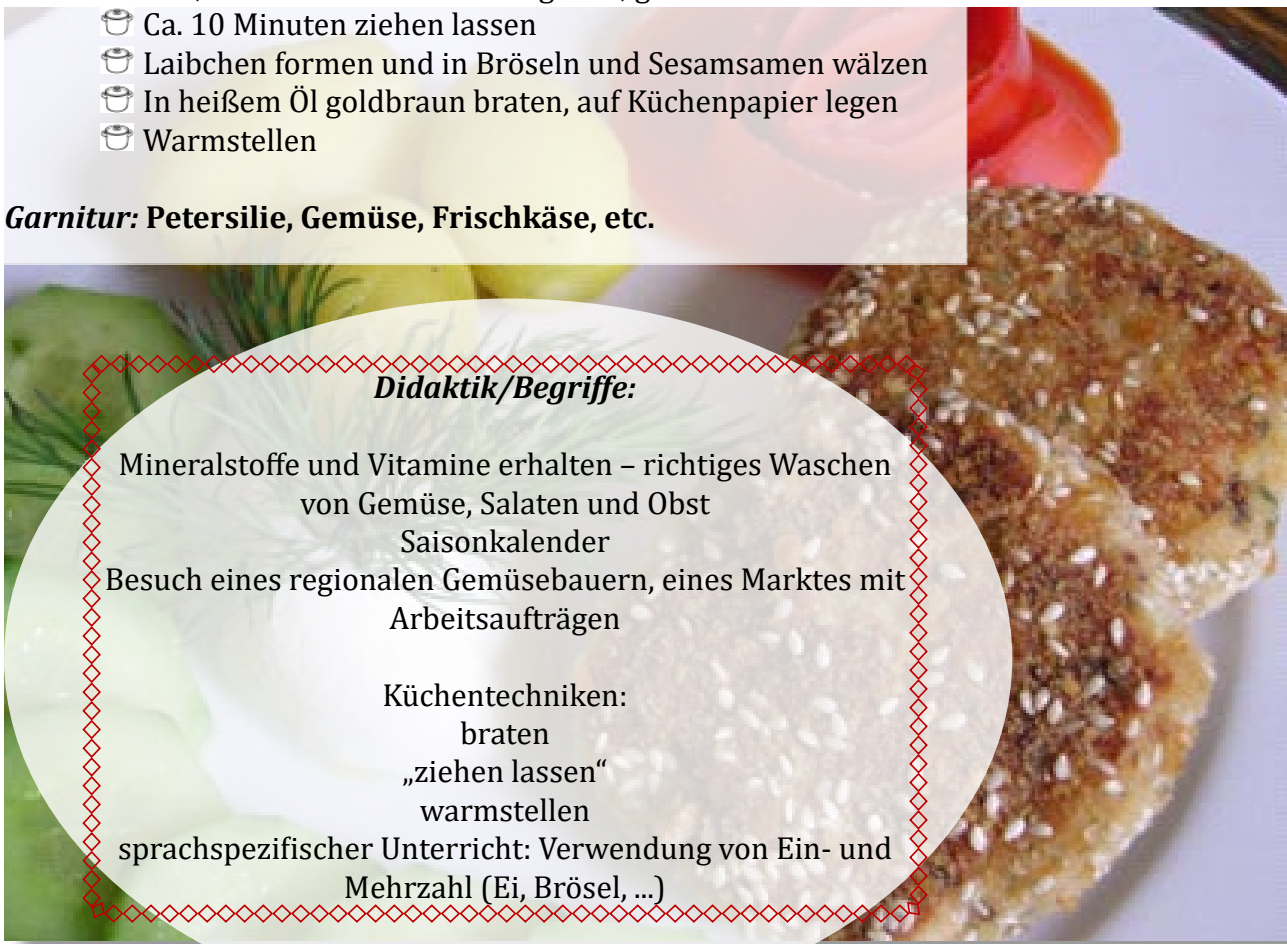 Ca. 10 Minuten ziehen lassen
Laibchen formen und in Bröseln und Sesamsamen wälzen
In heißem Öl goldbraun braten, auf Küchenpapier legen
Warmstellen
Garnitur: Petersilie, Gemüse, Frischkäse, etc.
Didaktik/Begriffe:
Mineralstoffe und Vitamine erhalten – richtiges Waschen
von Gemüse, Salaten und Obst
Saisonkalender
Besuch eines regionalen Gemüsebauern, eines Marktes mit
Arbeitsaufträgen
Küchentechniken:
braten
„ziehen lassen“
warmstellen
sprachspezifischer Unterricht: Verwendung von Ein- und
Mehrzahl (Ei, Brösel, ...)